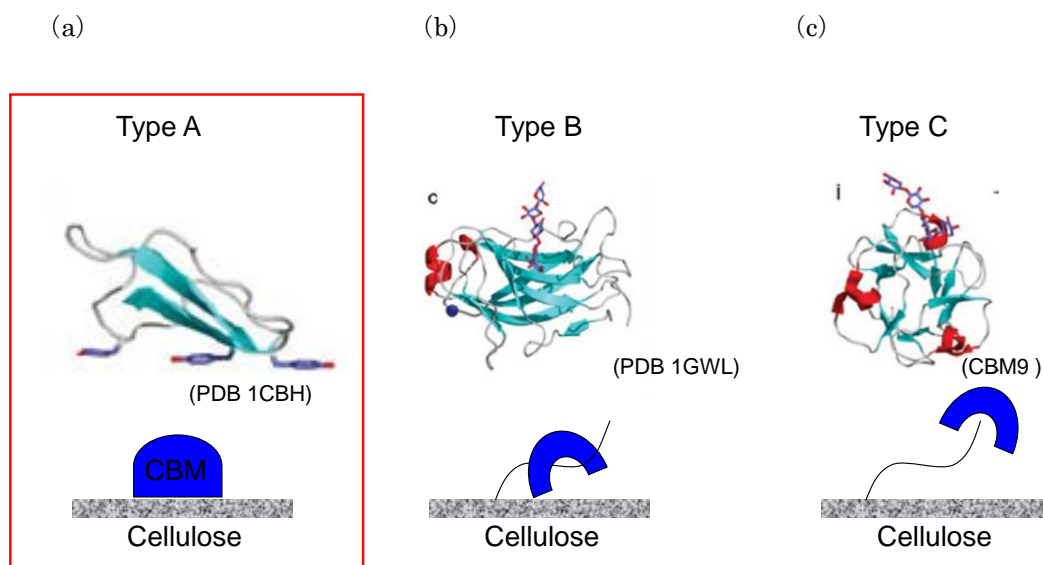 (a)
(b)
(c)
Type A
Type B
Type C
c
i
(PDB 1CBH)
(PDB 1GWL)
(CBM9 )
CBM
Cellulose
Cellulose
Cellulose